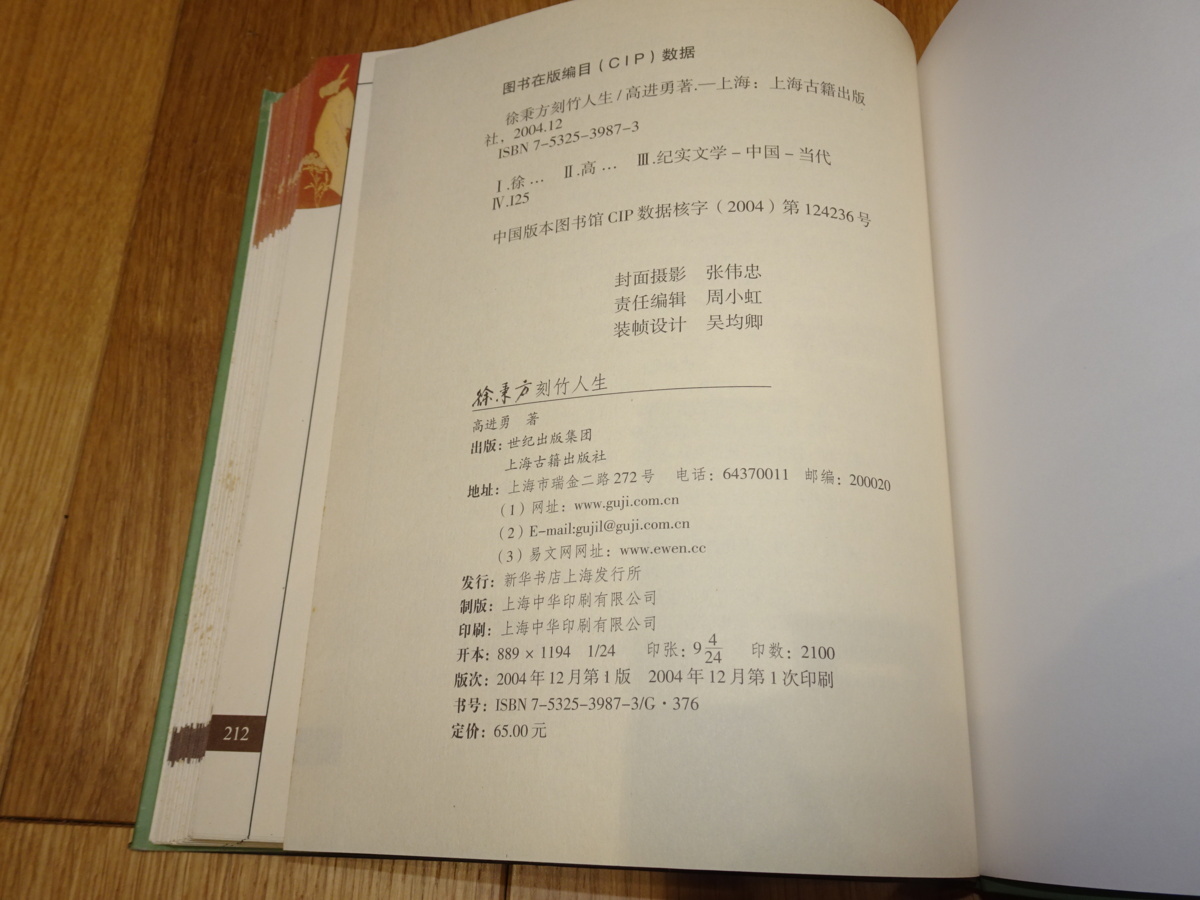 图书在版编目(CIP)数据
徐秉方刻竹人生/高进勇著.—上海：上海古籍出版
社，2004.12
ISBN 7-5325-3987-3
Ⅰ.徐… Ⅱ.高… Ⅲ.纪实文学－中国－当代
Ⅳ.I25
中国版本图书馆CIP数据核字(2004)第124236号
封面摄影 张伟忠
责任编辑 周小虹
装帧设计 吴均卿
徐秉方刻竹人生
高进勇 著
出版：世纪出版集团
上海古籍出版社
地址：上海市瑞金二路272号 电话：64370011 邮编：200020
(1)网址：www.guji.com.cn
(2)E-mail:gujil@guji.com.cn
(3)易文网网址：www.ewen.cc
发行：新华书店上海发行所
制版：上海中华印刷有限公司
印刷：上海中华印刷有限公司
开本：889×1194 1/24 印张：9 4/24 印数：2100
版次：2004年12月第1版 2004年12月第1次印刷
书号：ISBN 7-5325-3987-3/G·376
定价：65.00元
212